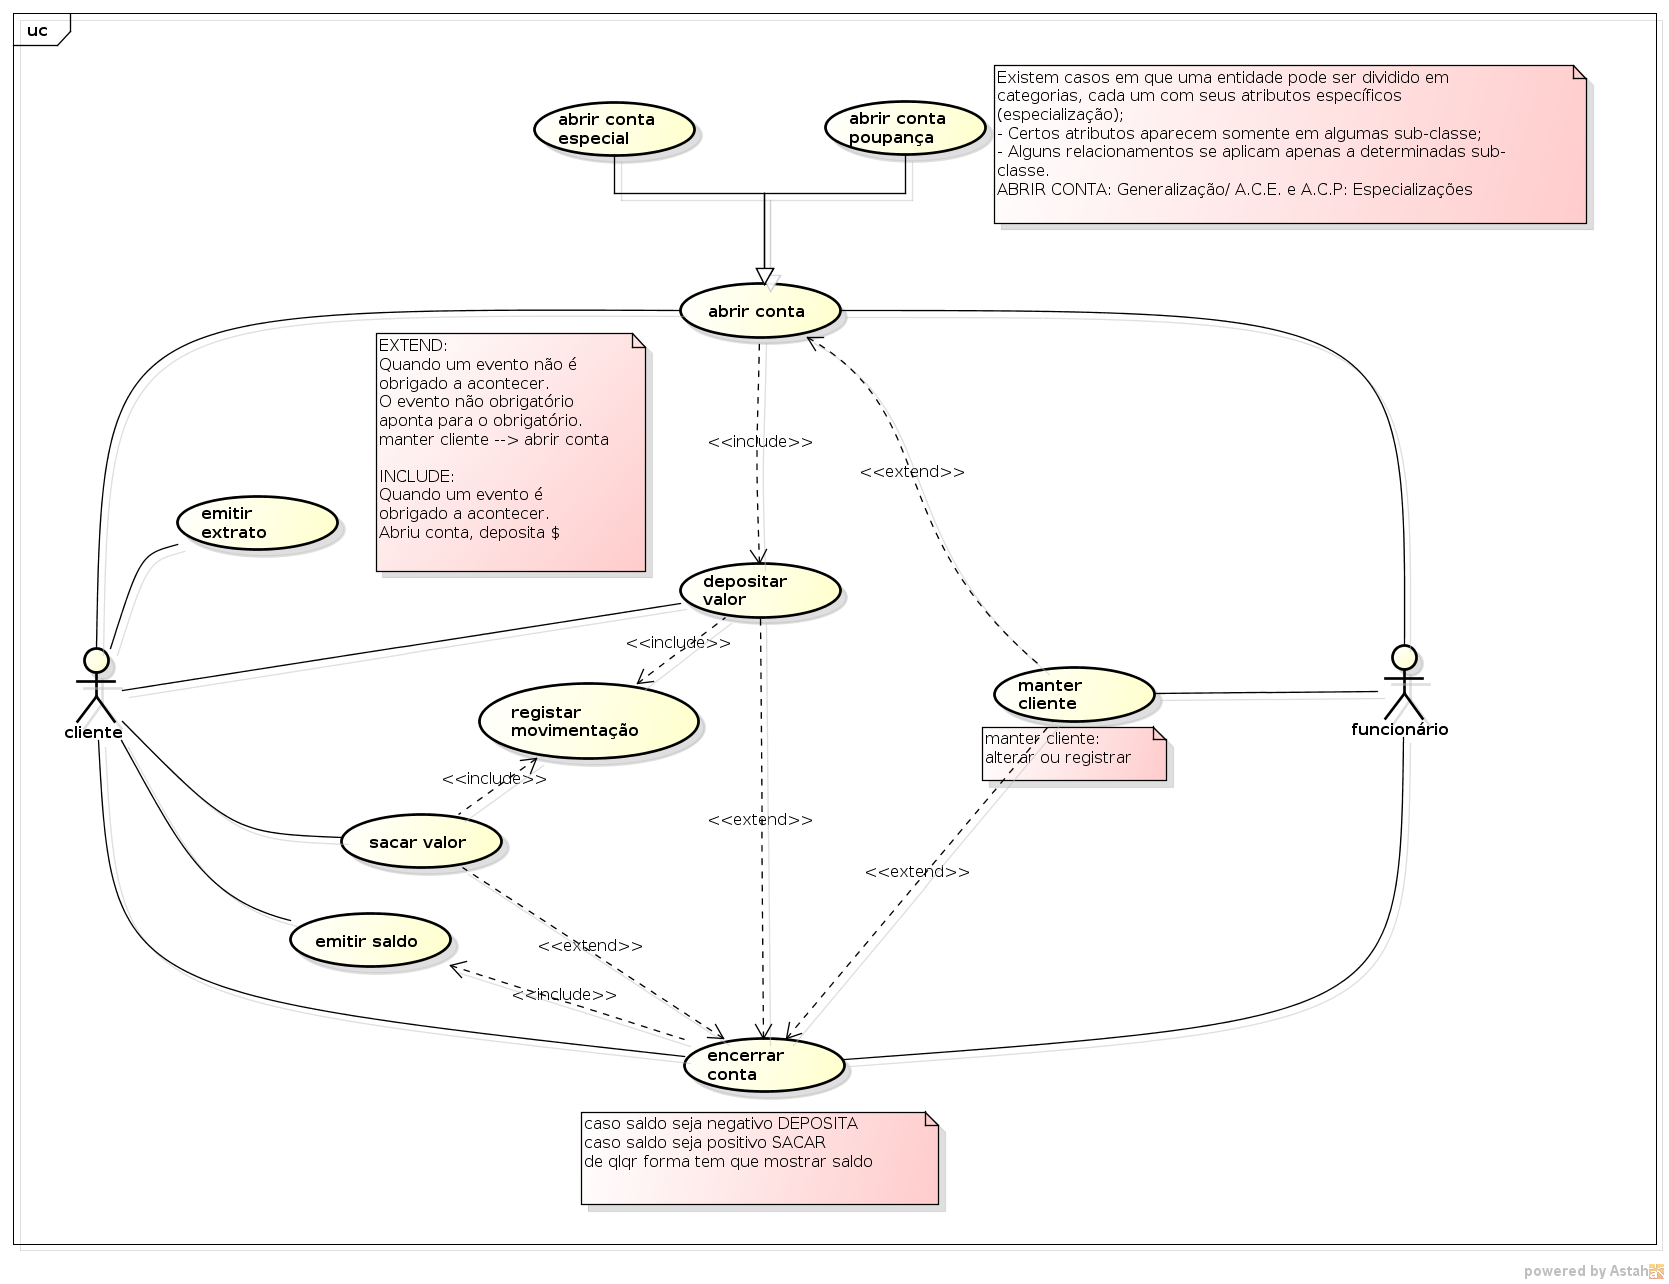 uc
abrir conta
especial
abrir conta
poupança
Existem casos em que uma entidade pode ser dividido em
categorias, cada um com seus atributos específicos
(especialização);
- Certos atributos aparecem somente em algumas sub-classe;
- Alguns relacionamentos se aplicam apenas a determinadas sub-
classe.
ABRIR CONTA: Generalização/ A.C.E. e A.C.P: Especializações
abrir conta
EXTEND:
Quando um evento não é
obrigado a acontecer.
O evento não obrigatório
aponta para o obrigatório.
manter cliente --> abrir conta
INCLUDE:
Quando um evento é
obrigado a acontecer.
Abriu conta, deposita $
<<include>>
<<extend>>
emitir
extrato
depositar
valor
<<include>>
cliente
registar
movimentação
manter
cliente
funcionário
manter cliente:
alterar ou registrar
<<include>>
sacar valor
<<extend>>
<<extend>>
emitir saldo
<<extend>>
<<include>>
encerrar
conta
caso saldo seja negativo DEPOSITA
caso saldo seja positivo SACAR
de qlqr forma tem que mostrar saldo
powered by Astah